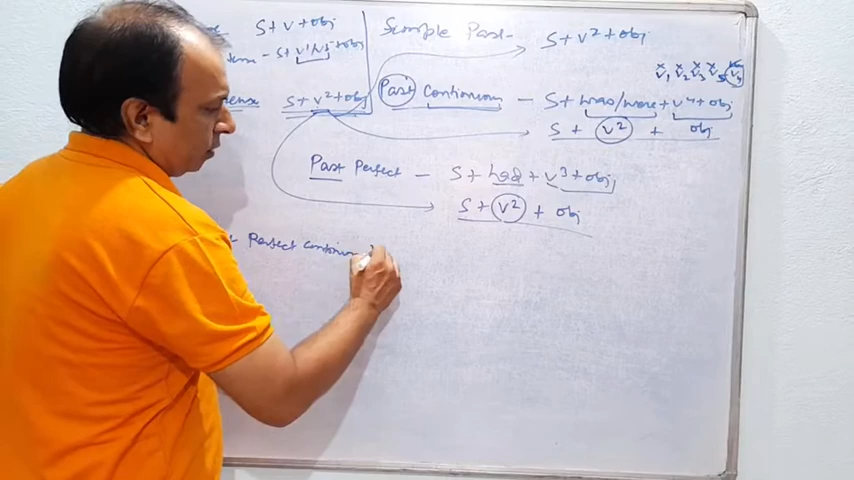 S + V + Obj
- S + V¹/V⁵ + Obj
S + V² + Obj
Simple Past - S + V² + Obj
V₁ V₂ V₃ V₅ V₄
Past Continuous - S + was/were + V⁴ + Obj
S + V² + Obj
Past Perfect - S + had + V³ + Obj
S + V² + Obj
Perfect Continuous